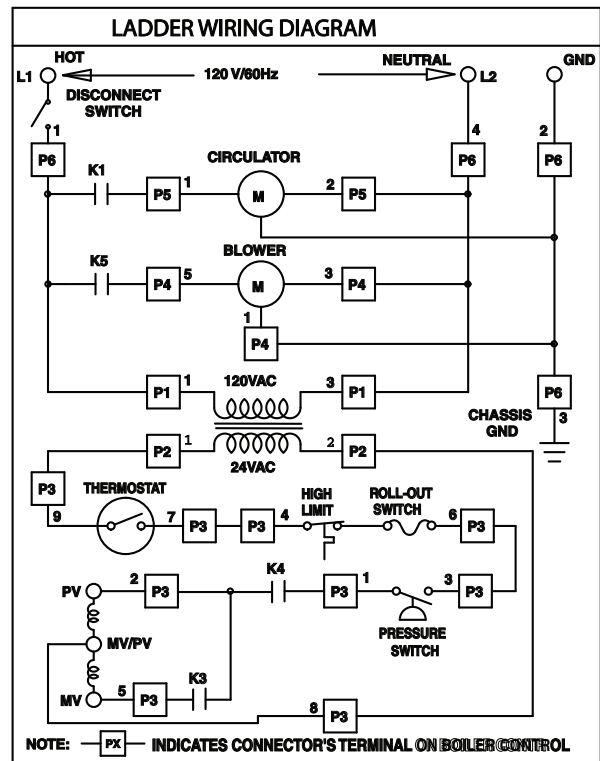 LADDER WIRING DIAGRAM
HOT
NEUTRAL
GND
L1
120 V/60Hz
L2
DISCONNECT
SWITCH
1
4
2
P6
P6
P6
CIRCULATOR
K1
1
2
P5
M
P5
BLOWER
K5
5
3
P4
M
P4
1
P4
120VAC
1
3
P1
P1
P6
CHASSIS
GND
3
1
2
P2
P2
24VAC
P3
THERMOSTAT
HIGH
LIMIT
ROLL-OUT
SWITCH
9
7
4
6
P3
P3
P3
K4
PV
2
P3
P3
1
3
P3
MV/PV
PRESSURE
SWITCH
K3
MV
5
P3
8
P3
NOTE:
PX
INDICATES CONNECTOR'S TERMINAL ON BOILER CONTROL